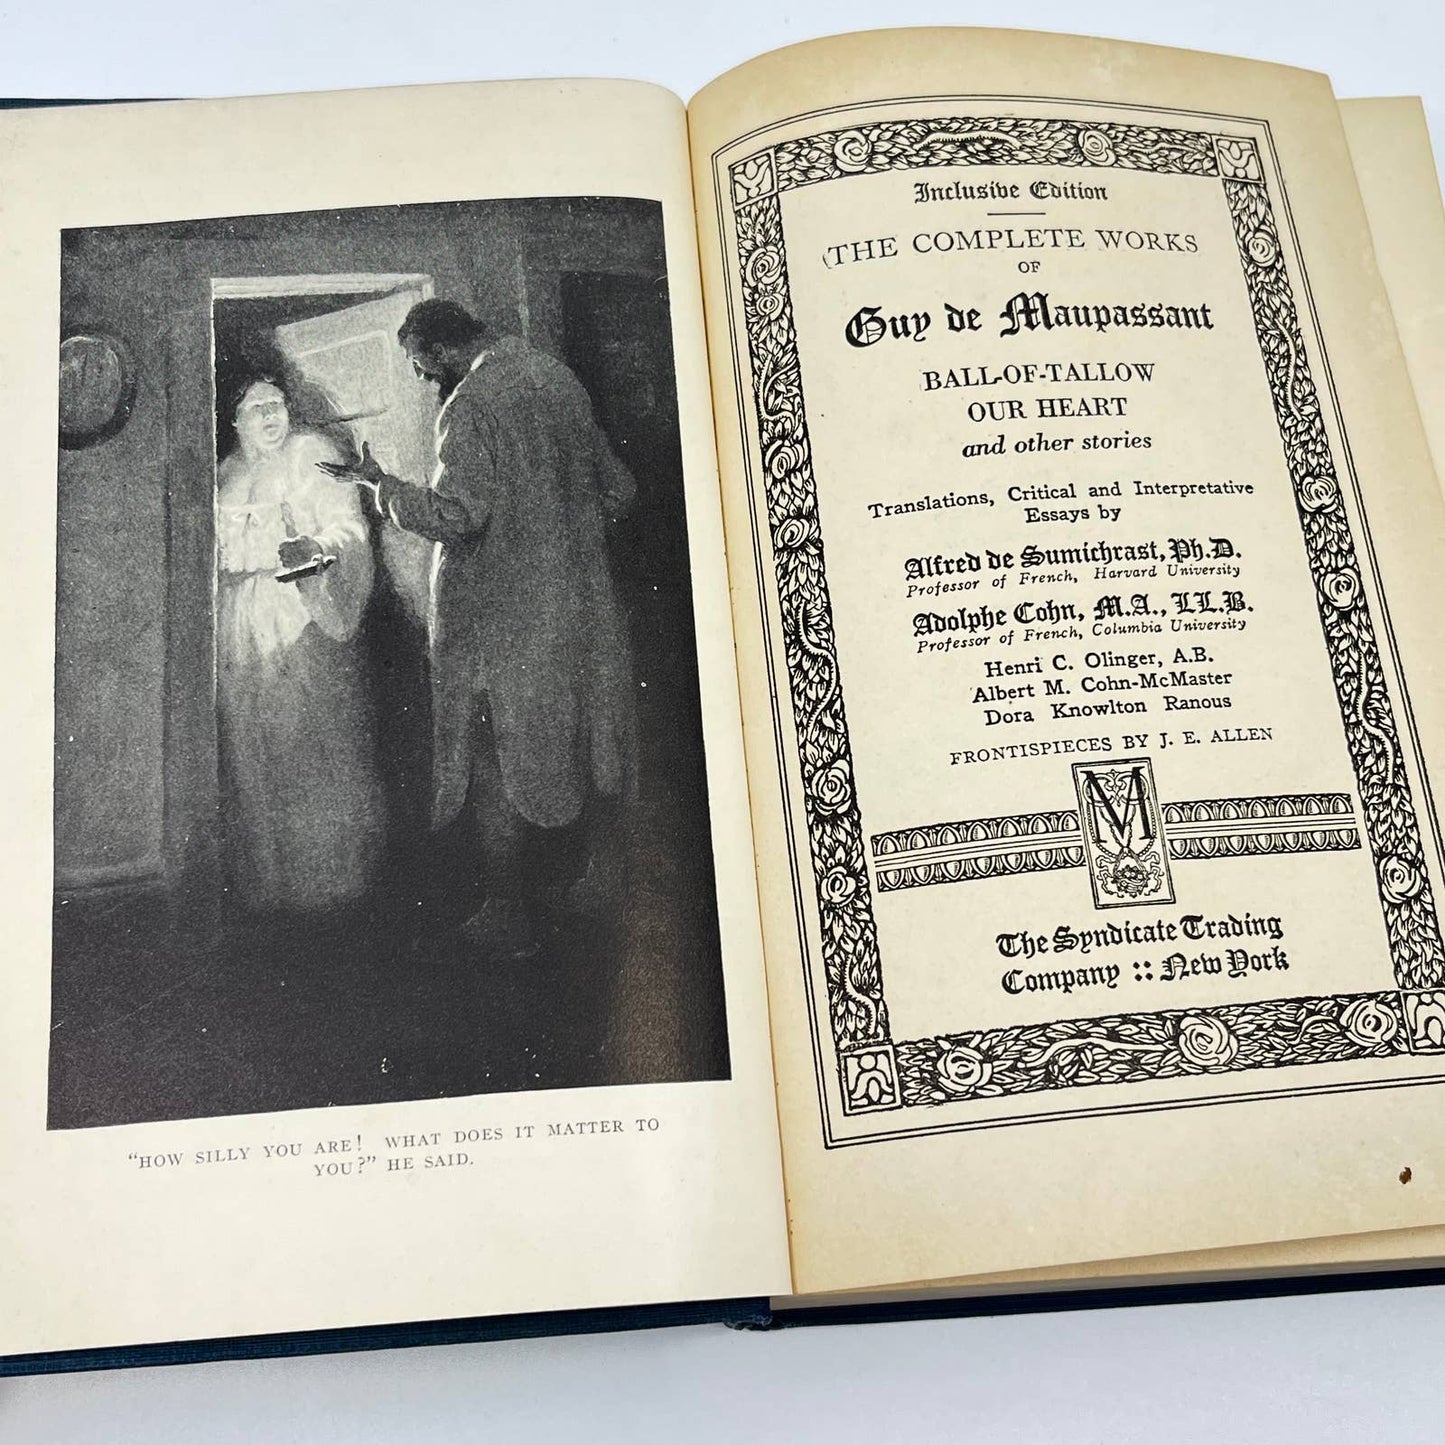 "HOW SILLY YOU ARE! WHAT DOES IT MATTER TO
YOU?" HE SAID.
Inclusive Edition
THE COMPLETE WORKS
OF
Guy de Maupassant
BALL-OF-TALLOW
OUR HEART
and other stories
Translations, Critical and Interpretative
Essays by
Alfred de Sumichrast, Ph.D.
Professor of French, Harvard University
Adolphe Cohn, M.A., LL.B.
Professor of French, Columbia University
Henri C. Olinger, A.B.
Albert M. Cohn-McMaster
Dora Knowlton Ranous
FRONTISPIECES BY J. E. ALLEN
M
The Syndicate Trading
Company :: New York